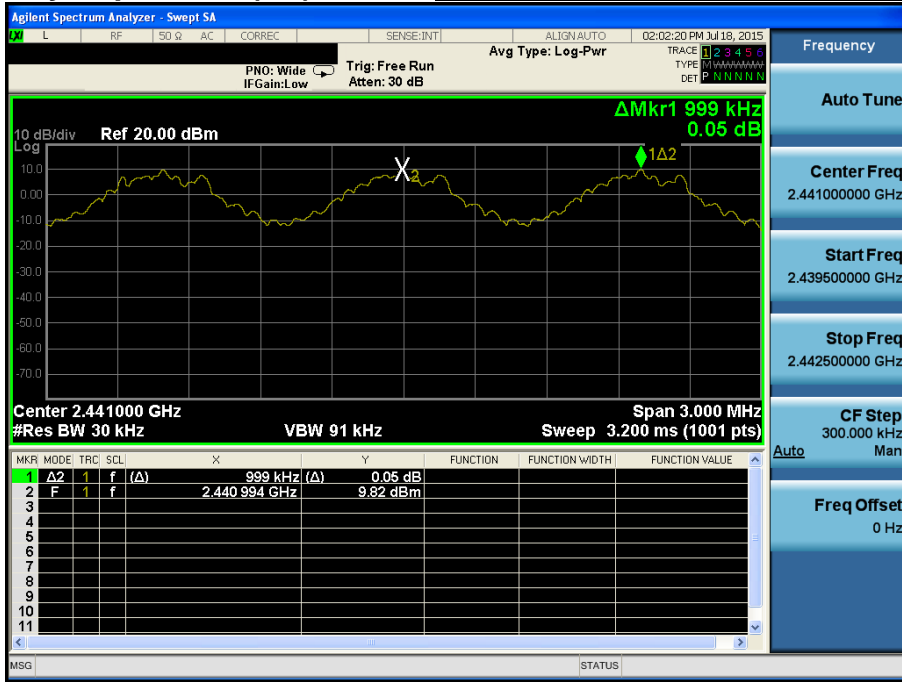 Agilent Spectrum Analyzer - Swept SA
LXI L RF 50 Ω AC CORREC SENSE:INT ALIGNAUTO 02:02:20 PM Jul 18, 2015
Avg Type: Log-Pwr TRACE 1 2 3 4 5 6
PNO: Wide Trig: Free Run TYPE M WWWWW
IFGain:Low Atten: 30 dB DET P N N N N N
ΔMkr1 999 kHz
0.05 dB
10 dB/div Ref 20.00 dBm
Log
10.0
0.00
-10.0
-20.0
-30.0
-40.0
-50.0
-60.0
-70.0
X2
1Δ2
Center 2.441000 GHz Span 3.000 MHz
#Res BW 30 kHz VBW 91 kHz Sweep 3.200 ms (1001 pts)
MKR MODE TRC SCL X Y FUNCTION FUNCTION WIDTH FUNCTION VALUE
1 Δ2 1 f (Δ) 999 kHz (Δ) 0.05 dB
2 F 1 f 2.440 994 GHz 9.82 dBm
3
4
5
6
7
8
9
10
11
MSG STATUS
Frequency
Auto Tune
Center Freq
2.441000000 GHz
Start Freq
2.439500000 GHz
Stop Freq
2.442500000 GHz
CF Step
300.000 kHz
Auto Man
Freq Offset
0 Hz